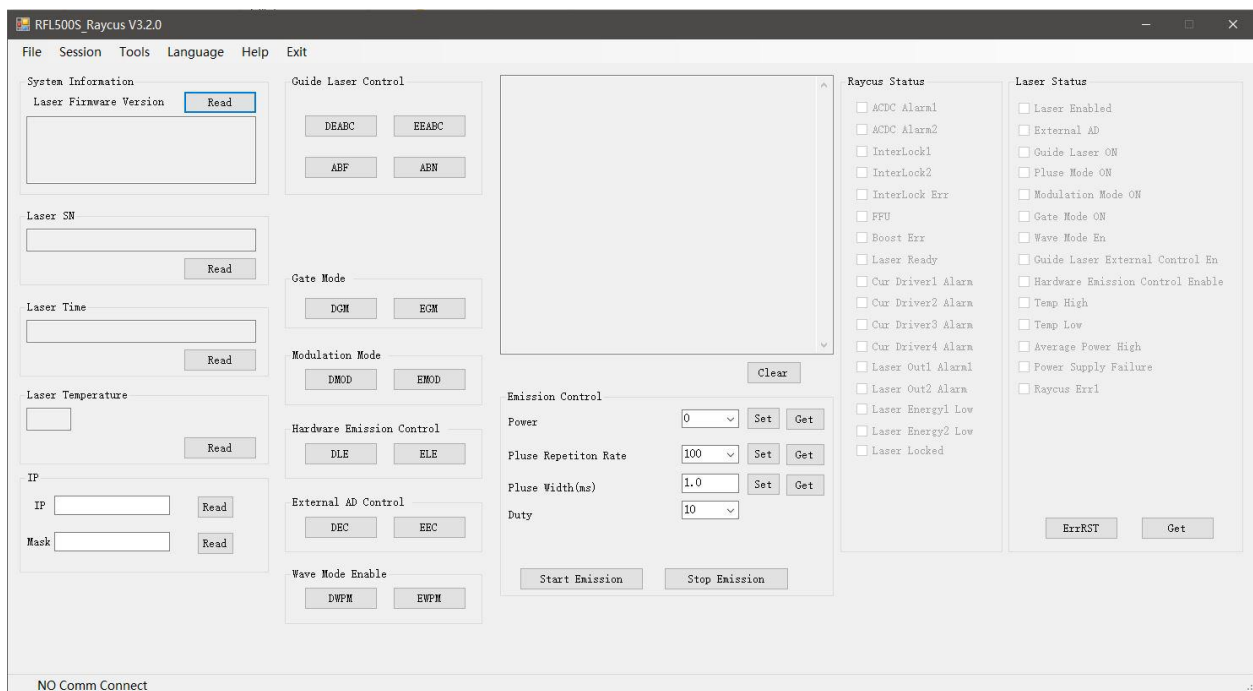 RFL500S_Raycus V3.2.0
File Session Tools Language Help Exit
System Information
Laser Firmware Version Read
Laser SN
Read
Laser Time
Read
Laser Temperature
Read
IP
IP Read
Mask Read
Guide Laser Control
DEABC EEABC
ABF ABN
Gate Mode
DGM EGM
Modulation Mode
DMOD EMOD
Hardware Emission Control
DLE ELE
External AD Control
DEC EEC
Wave Mode Enable
DWPM EWPM
Clear
Emission Control
Power 0 Set Get
Pluse Repetiton Rate 100 Set Get
Pluse Width(ms) 1.0 Set Get
Duty 10
Start Emission Stop Emission
Raycus Status
ACDC Alarm1
ACDC Alarm2
InterLock1
InterLock2
InterLock Err
FFU
Boost Err
Laser Ready
Cur Driver1 Alarm
Cur Driver2 Alarm
Cur Driver3 Alarm
Cur Driver4 Alarm
Laser Out1 Alarm1
Laser Out2 Alarm
Laser Energy1 Low
Laser Energy2 Low
Laser Locked
Laser Status
Laser Enabled
External AD
Guide Laser ON
Pluse Mode ON
Modulation Mode ON
Gate Mode ON
Wave Mode En
Guide Laser External Control En
Hardware Emission Control Enable
Temp High
Temp Low
Average Power High
Power Supply Failure
Raycus Err1
ErrRST Get
NO Comm Connect